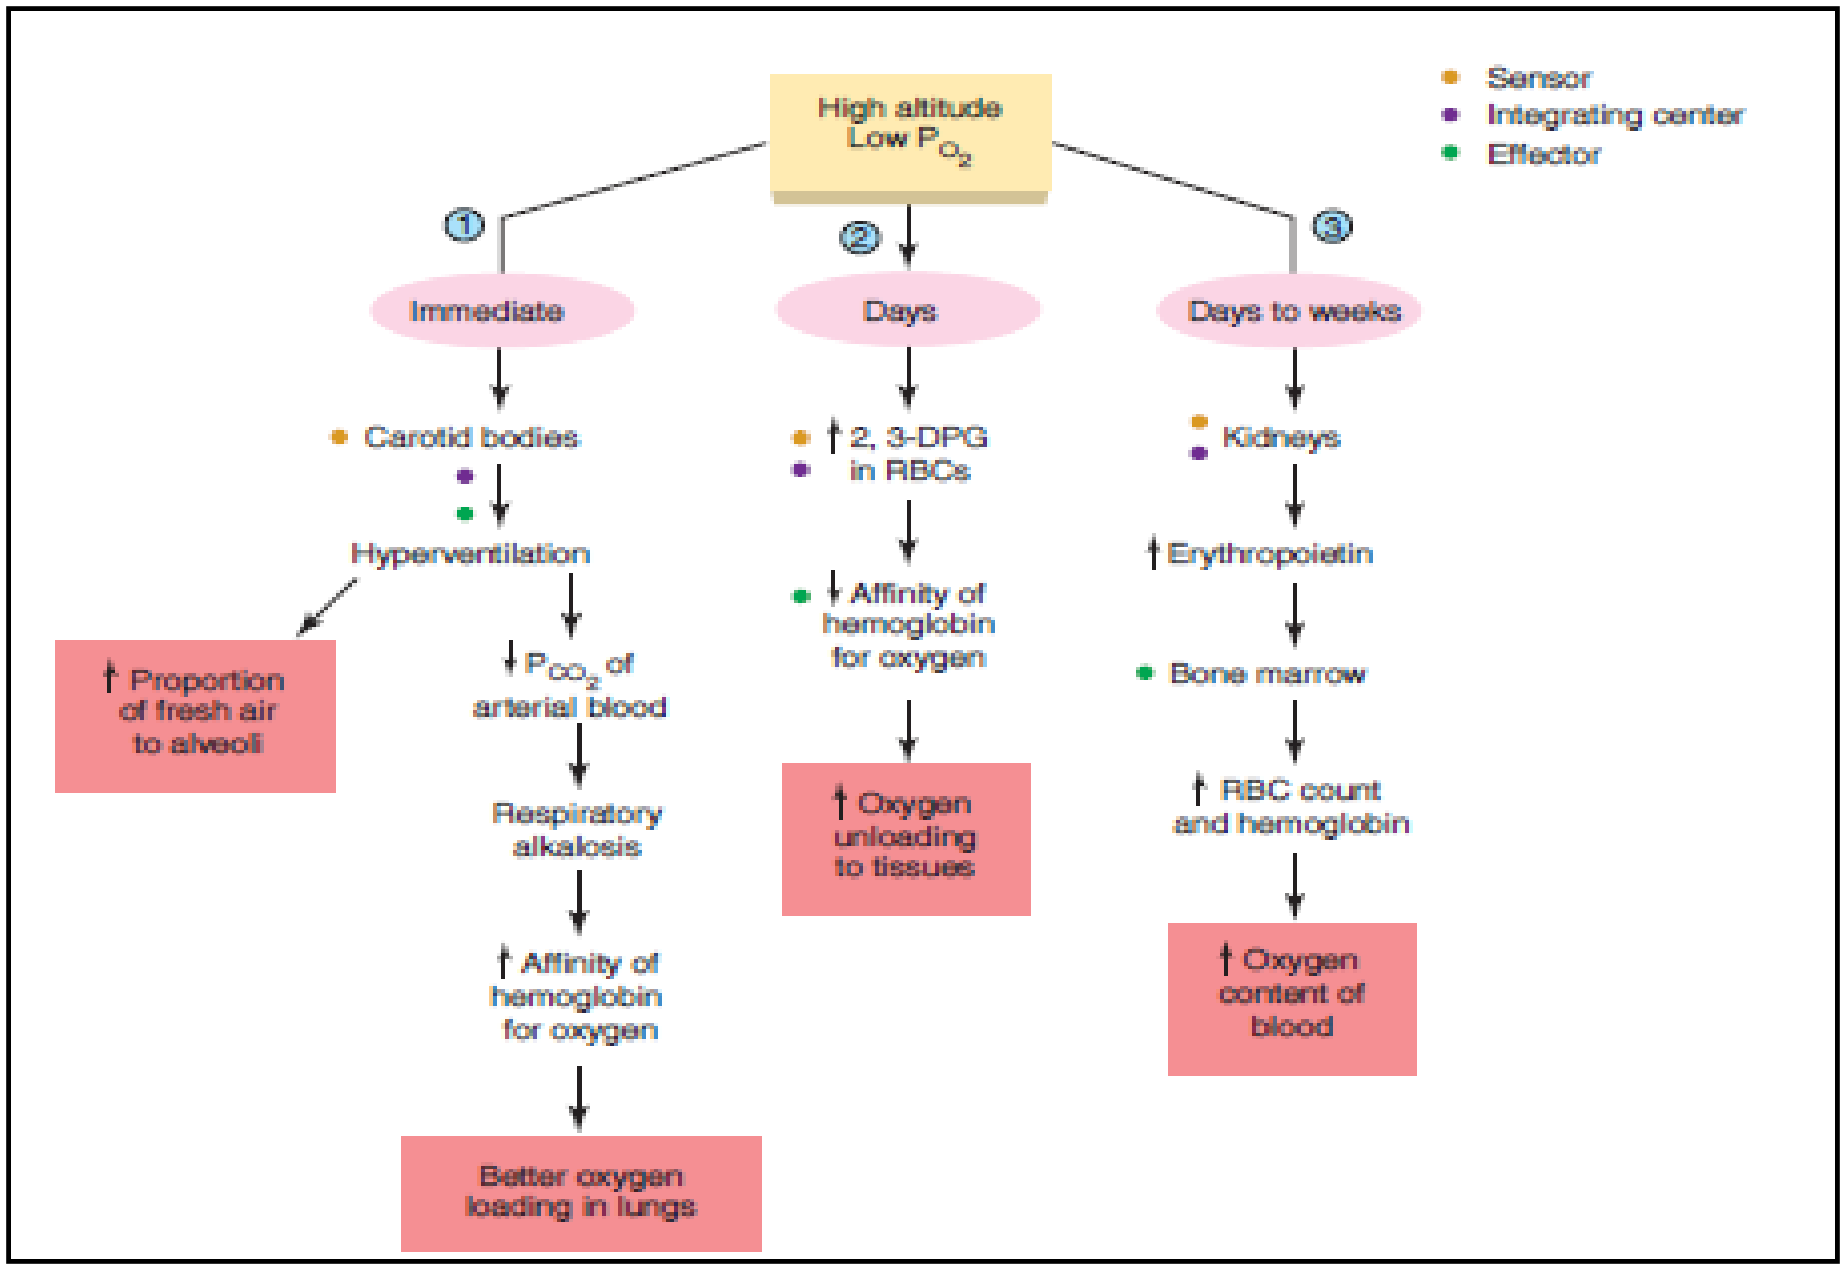 High altitude
Low PO2
Sensor
Integrating center
Effector
1
2
3
Immediate
Days
Days to weeks
Carotid bodies
Hyperventilation
↑ Proportion
of fresh air
to alveoli
↓ PCO2 of
arterial blood
Respiratory
alkalosis
↑ Affinity of
hemoglobin
for oxygen
Better oxygen
loading in lungs
↑ 2, 3-DPG
in RBCs
↓ Affinity of
hemoglobin
for oxygen
↑ Oxygen
unloading
to tissues
Kidneys
↑ Erythropoietin
Bone marrow
↑ RBC count
and hemoglobin
↑ Oxygen
content of
blood